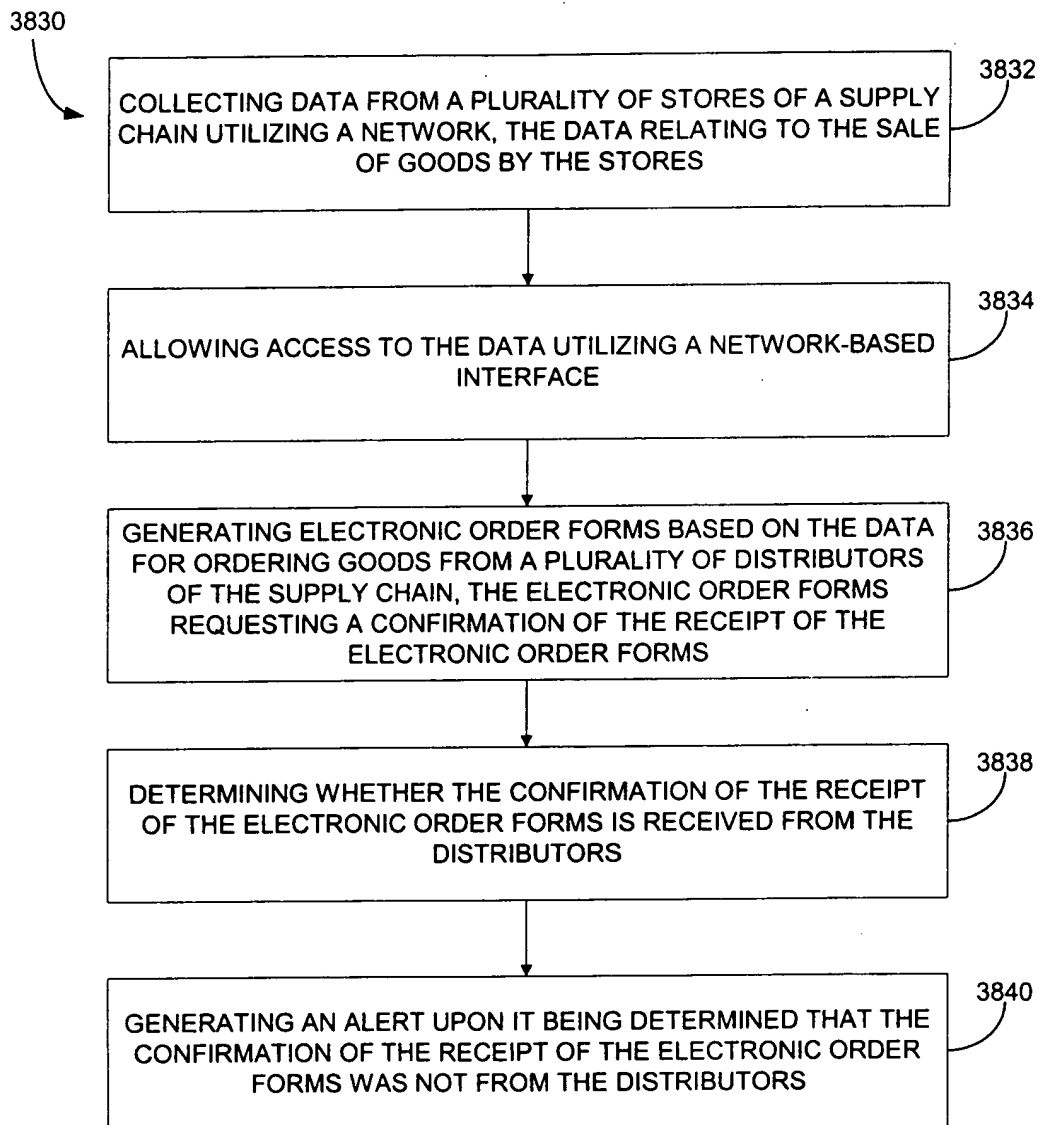 3830
3832
COLLECTING DATA FROM A PLURALITY OF STORES OF A SUPPLY
CHAIN UTILIZING A NETWORK, THE DATA RELATING TO THE SALE
OF GOODS BY THE STORES
3834
ALLOWING ACCESS TO THE DATA UTILIZING A NETWORK-BASED
INTERFACE
3836
GENERATING ELECTRONIC ORDER FORMS BASED ON THE DATA
FOR ORDERING GOODS FROM A PLURALITY OF DISTRIBUTORS
OF THE SUPPLY CHAIN, THE ELECTRONIC ORDER FORMS
REQUESTING A CONFIRMATION OF THE RECEIPT OF THE
ELECTRONIC ORDER FORMS
3838
DETERMINING WHETHER THE CONFIRMATION OF THE RECEIPT
OF THE ELECTRONIC ORDER FORMS IS RECEIVED FROM THE
DISTRIBUTORS
3840
GENERATING AN ALERT UPON IT BEING DETERMINED THAT THE
CONFIRMATION OF THE RECEIPT OF THE ELECTRONIC ORDER
FORMS WAS NOT FROM THE DISTRIBUTORS